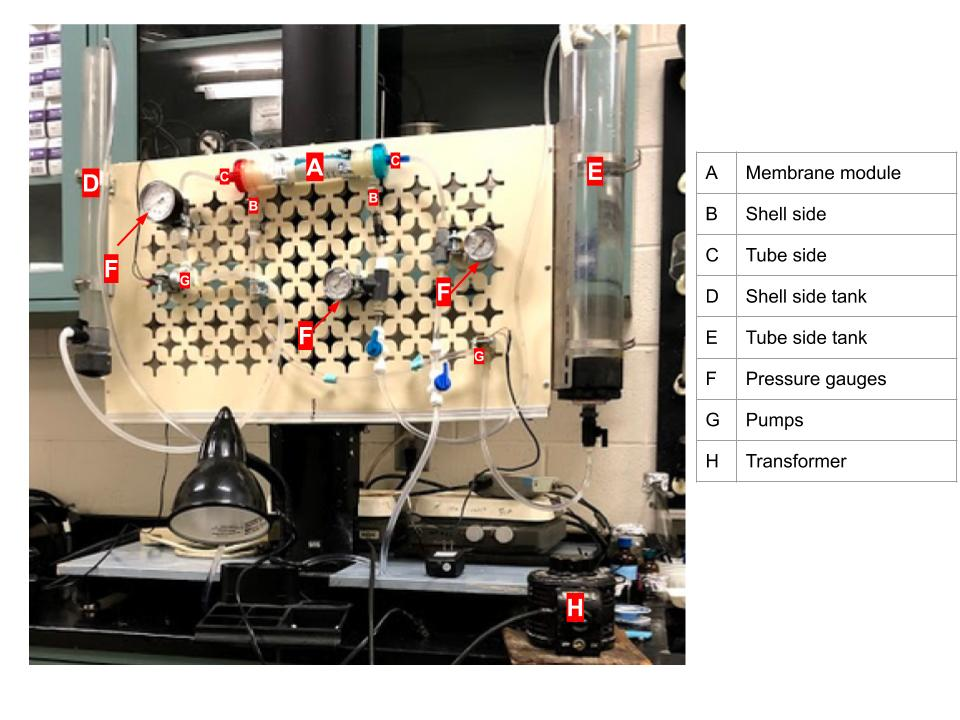 A
C
C
D
E
B
B
F
G
F
F
G
H
A Membrane module
B Shell side
C Tube side
D Shell side tank
E Tube side tank
F Pressure gauges
G Pumps
H Transformer